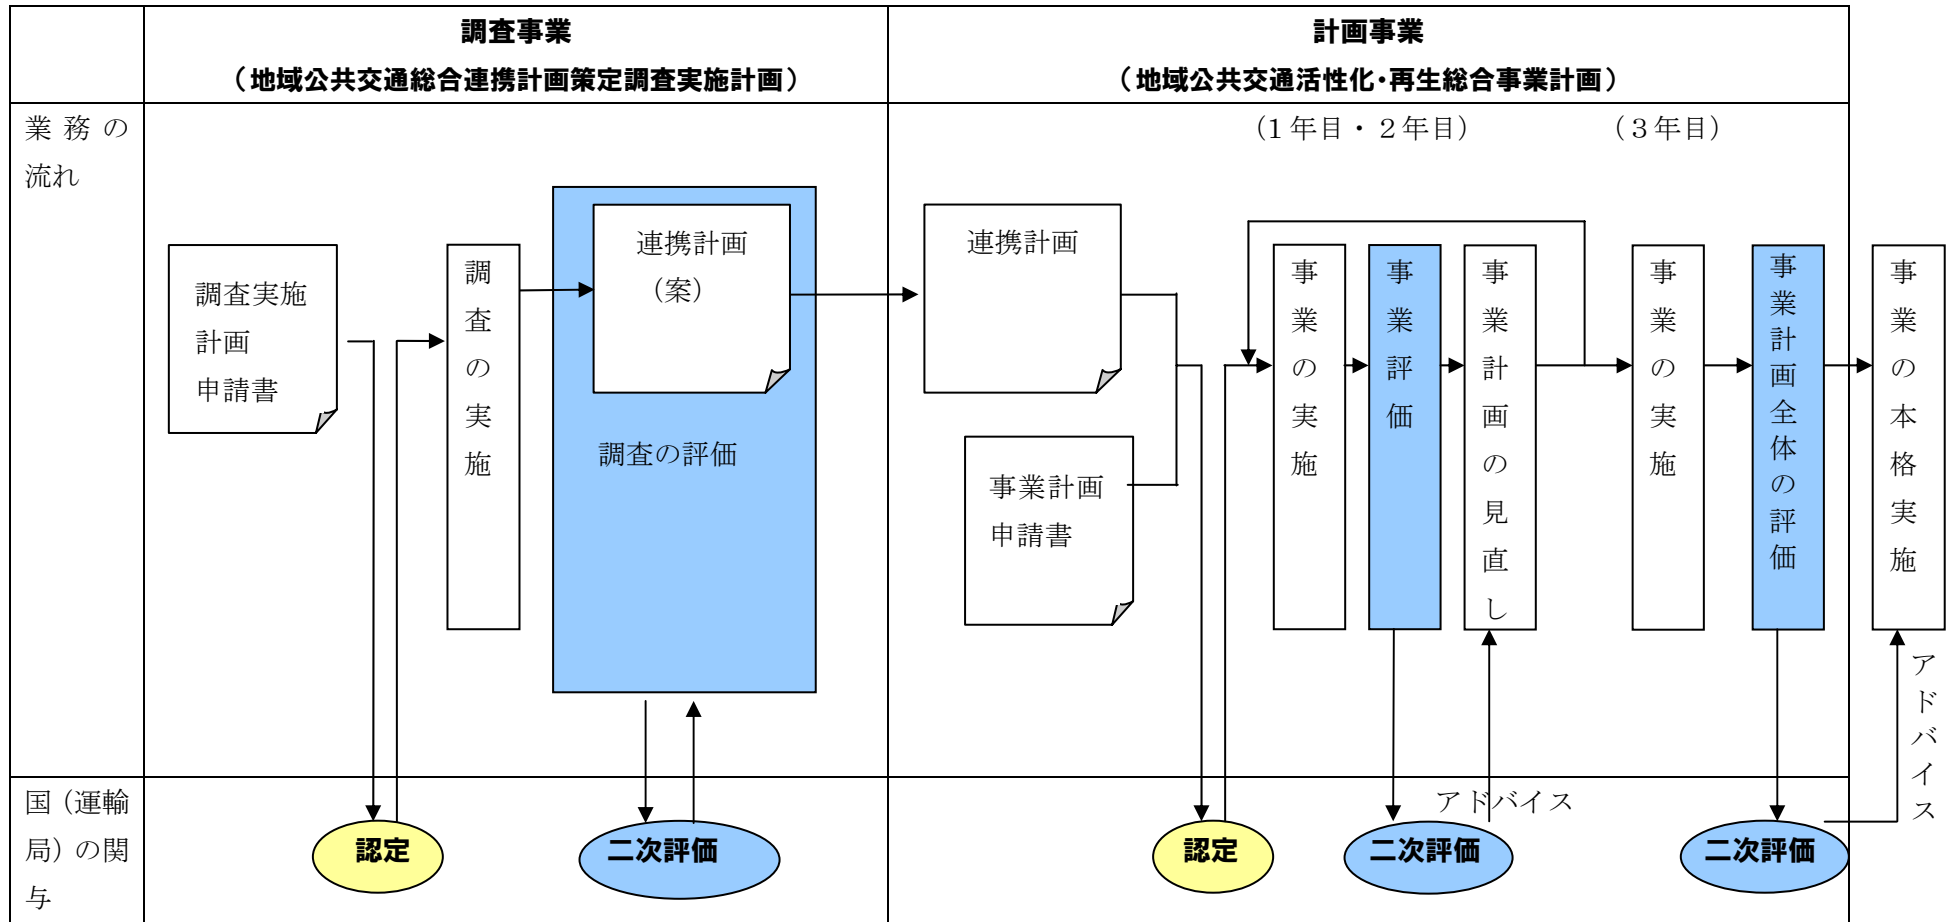 調査事業
（地域公共交通総合連携計画策定調査実施計画）
計画事業
（地域公共交通活性化・再生総合事業計画）
業務の
流れ
（１年目・２年目）
（３年目）
調査実施
計画
申請書
調査の実施
連携計画
（案）
調査の評価
連携計画
事業計画
申請書
事業の実施
事業評価
事業計画の見直し
事業の実施
事業計画全体の評価
事業の本格実施
アドバイス
国（運輸
局）の関
与
認定
二次評価
認定
アドバイス
二次評価
二次評価